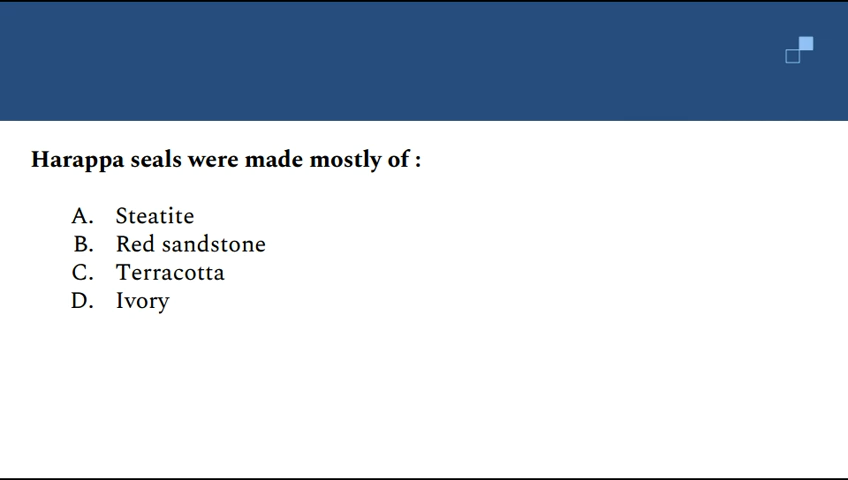 Harappa seals were made mostly of :
A. Steatite
B. Red sandstone
C. Terracotta
D. Ivory